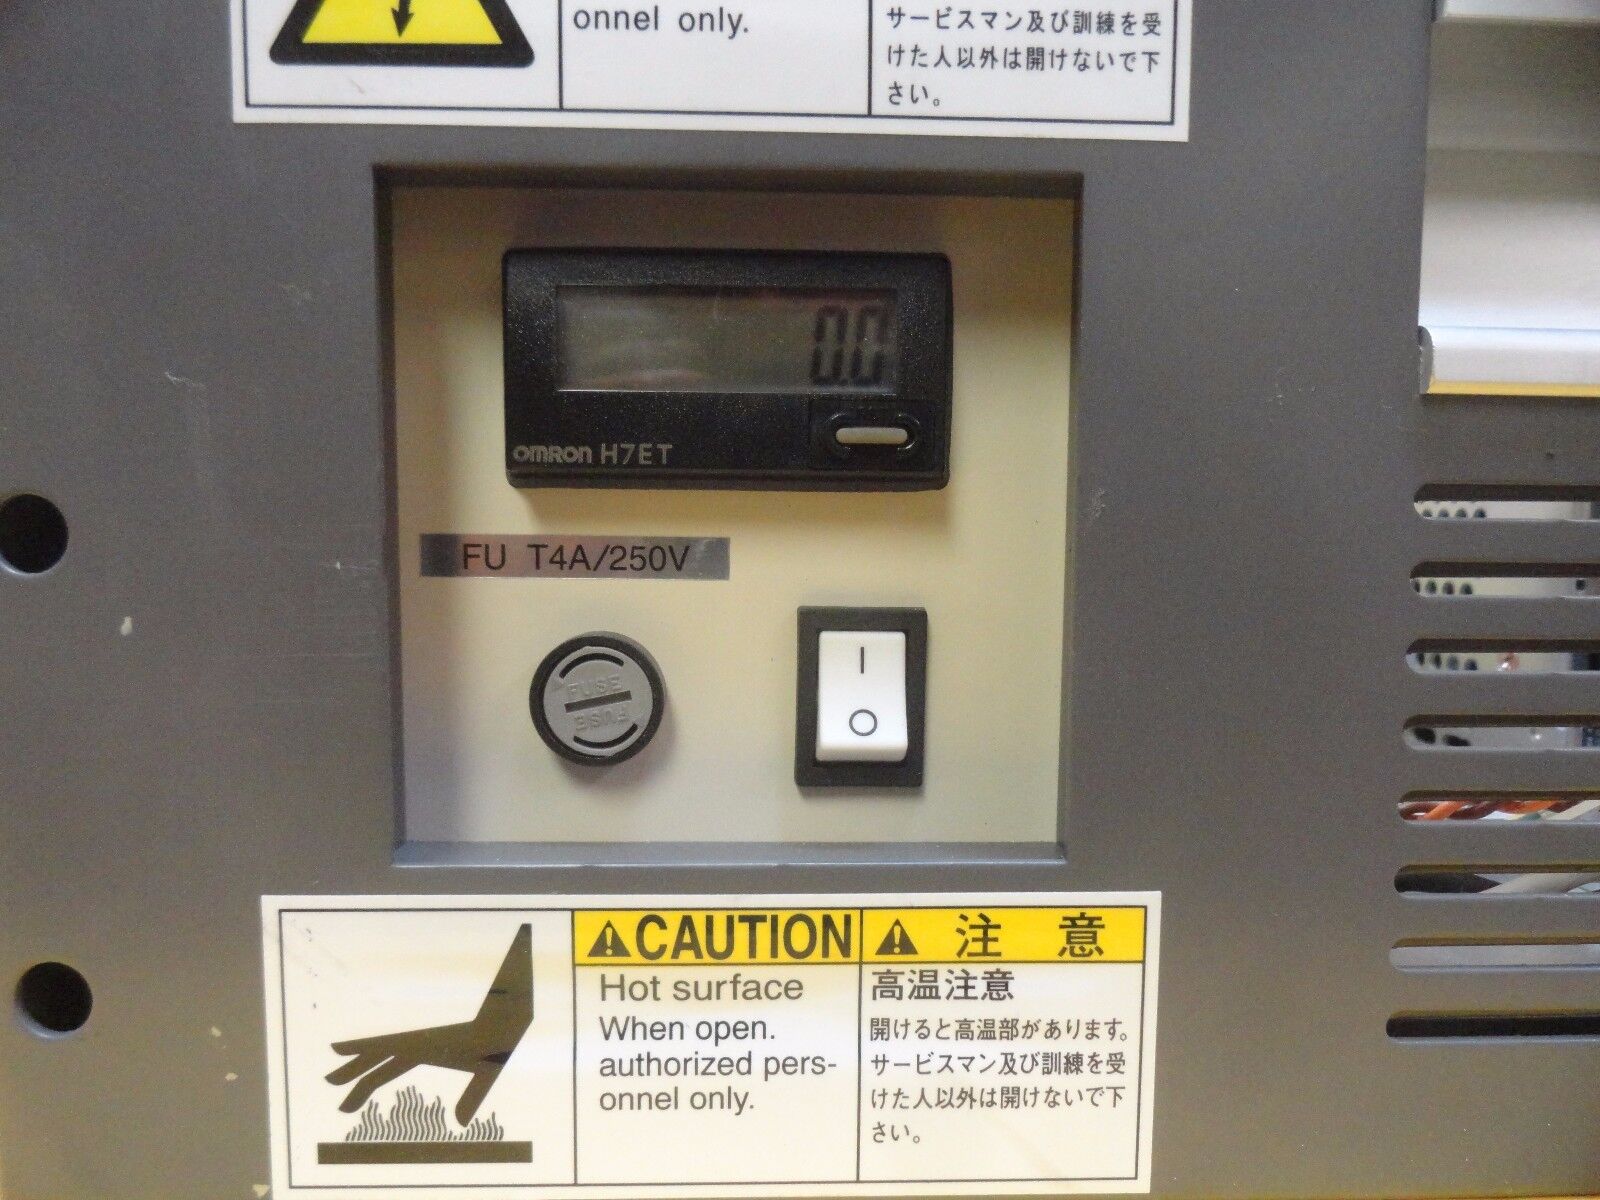 onnel only.
サービスマン及び訓練を受
けた人以外は開けないで下
さい。
0.0
OMRON H7ET
FU T4A/250V
FUSE
FUSE
I
O
CAUTION
Hot surface
When open.
authorized pers-
onnel only.
注 意
高温注意
開けると高温部があります。
サービスマン及び訓練を受
けた人以外は開けないで下
さい。